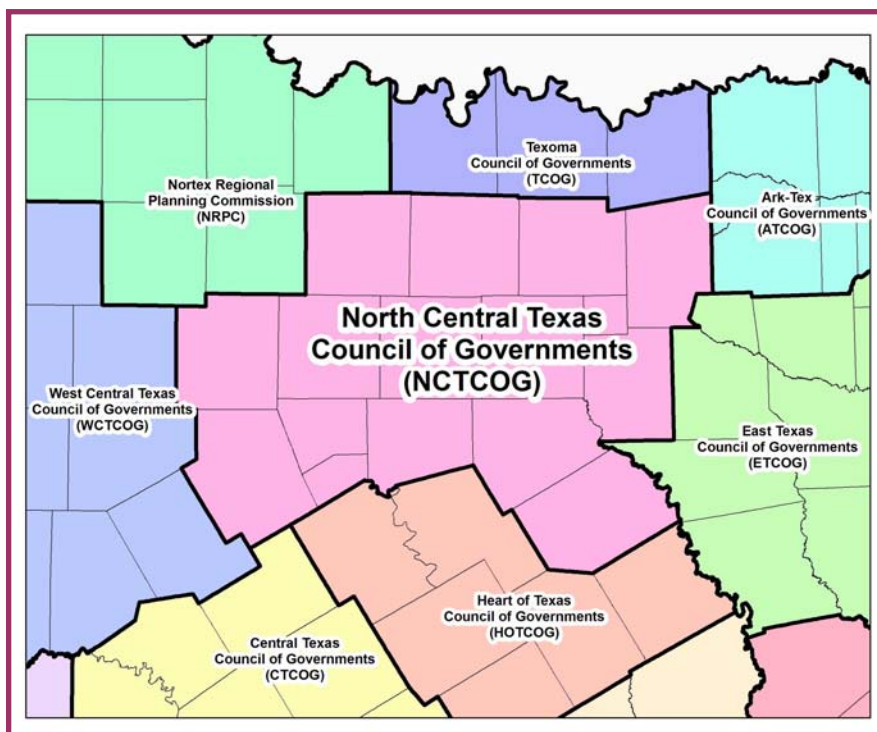 Texoma
Council of Governments
(TCOG)
Nortex Regional
Planning Commission
(NRPC)
Ark-Tex
Council of Governments
(ATCOG)
North Central Texas
Council of Governments
(NCTCOG)
West Central Texas
Council of Governments
(WCTCOG)
East Texas
Council of Governments
(ETCOG)
Heart of Texas
Council of Governments
(HOTCOG)
Central Texas
Council of Governments
(CTCOG)